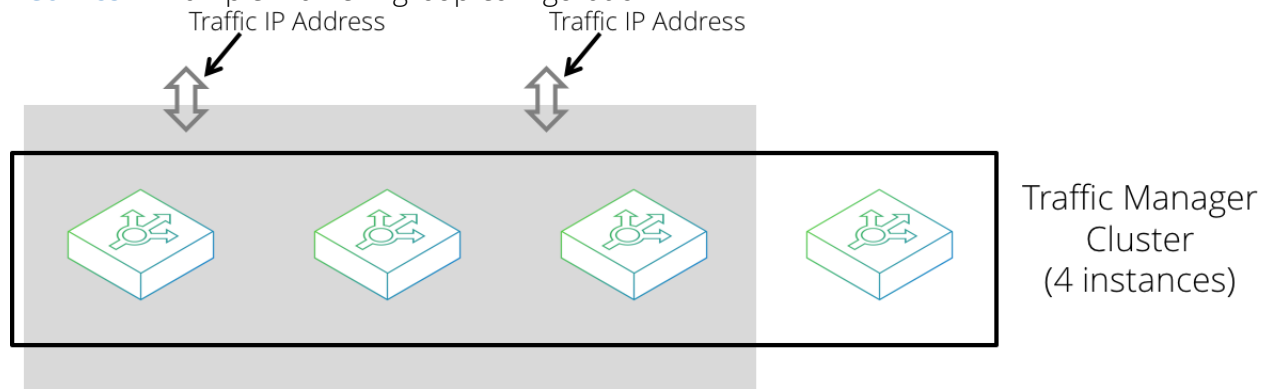 Traffic IP Address Traffic IP Address
Traffic Manager
Cluster
(4 instances)